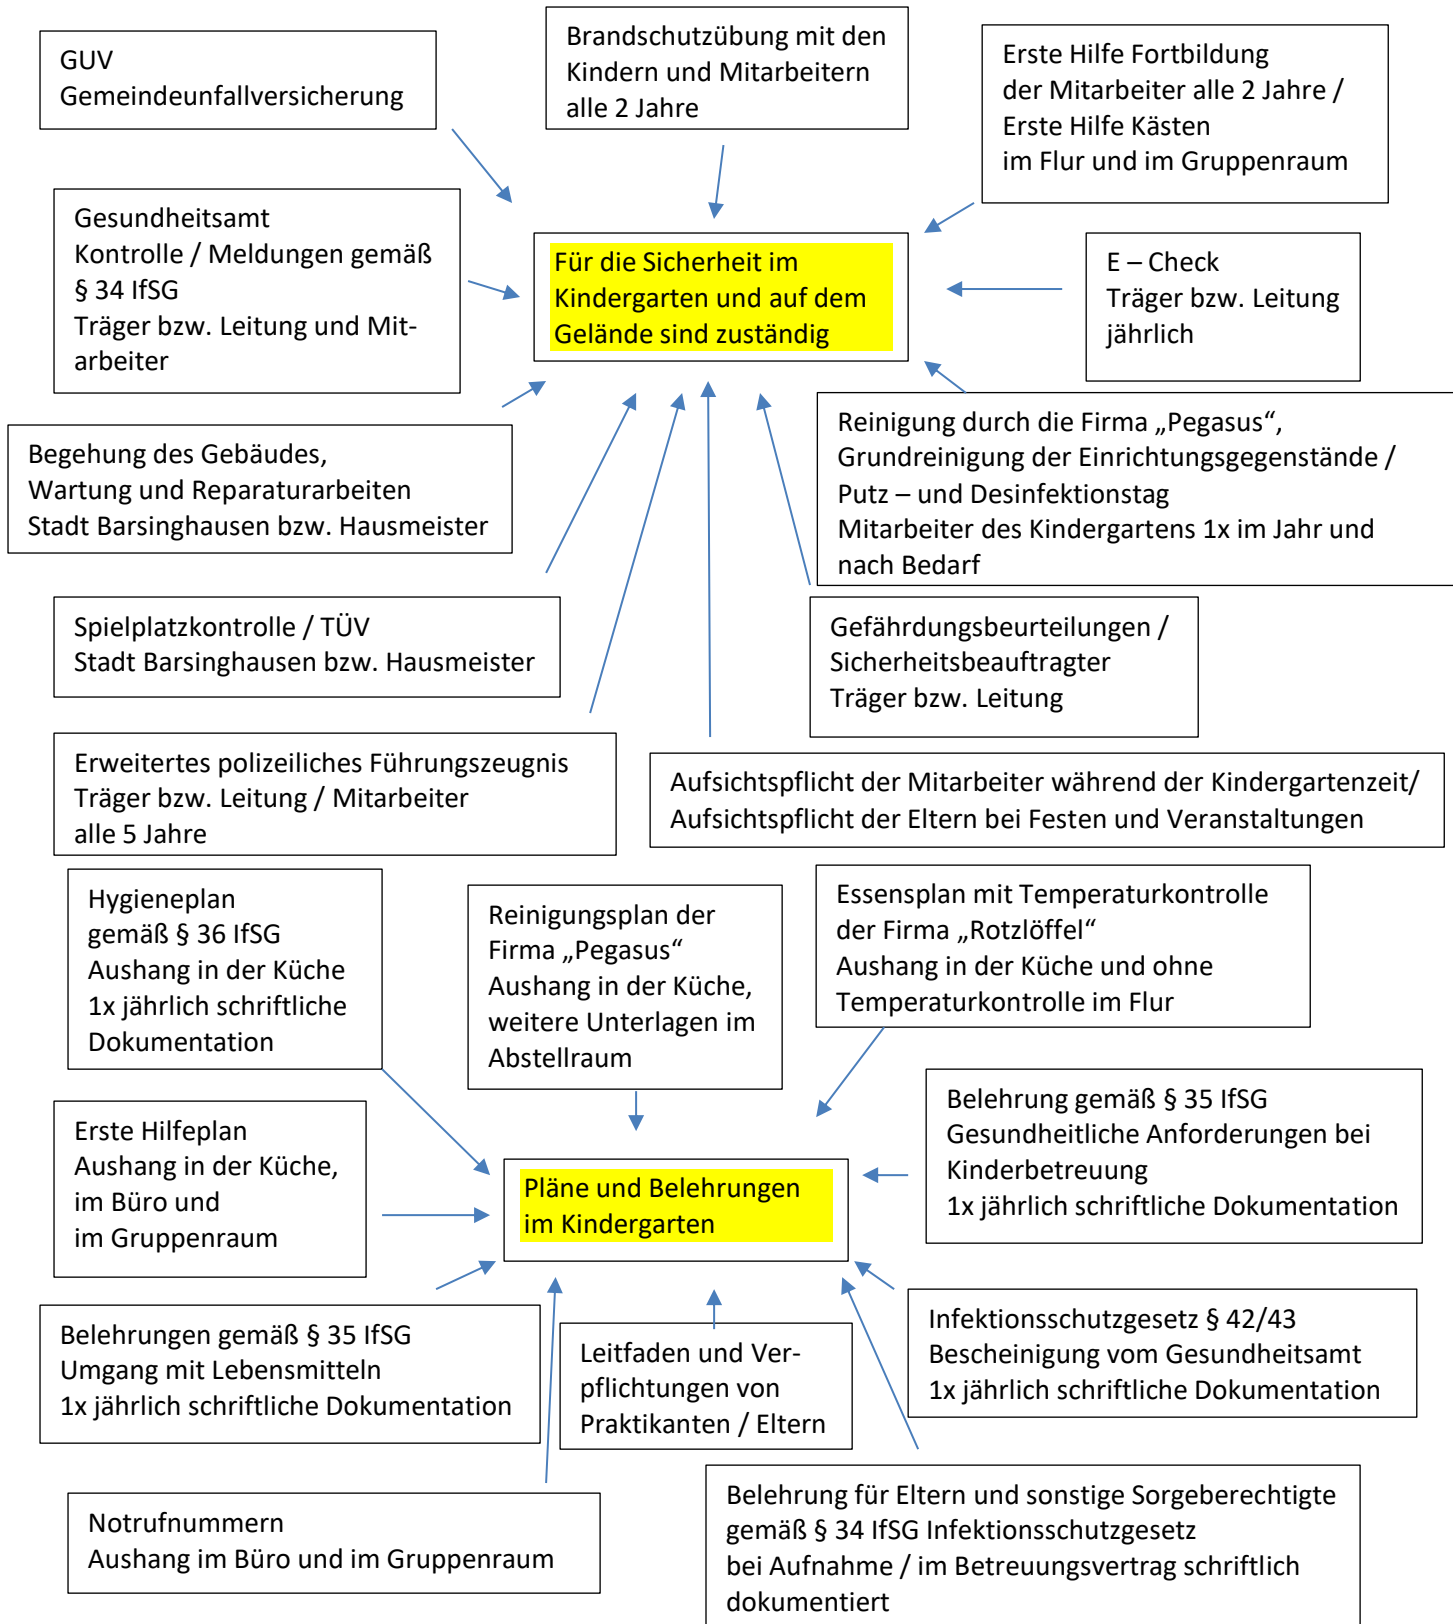 GUV
Gemeindeunfallversicherung
Brandschutzübung mit den
Kindern und Mitarbeitern
alle 2 Jahre
Erste Hilfe Fortbildung
der Mitarbeiter alle 2 Jahre /
Erste Hilfe Kästen
im Flur und im Gruppenraum
Gesundheitsamt
Kontrolle / Meldungen gemäß
§ 34 IfSG
Träger bzw. Leitung und Mit-
arbeiter
Für die Sicherheit im
Kindergarten und auf dem
Gelände sind zuständig
E – Check
Träger bzw. Leitung
jährlich
Begehung des Gebäudes,
Wartung und Reparaturarbeiten
Stadt Barsinghausen bzw. Hausmeister
Reinigung durch die Firma „Pegasus“,
Grundreinigung der Einrichtungsgegenstände /
Putz – und Desinfektionstag
Mitarbeiter des Kindergartens 1x im Jahr und
nach Bedarf
Spielplatzkontrolle / TÜV
Stadt Barsinghausen bzw. Hausmeister
Gefährdungsbeurteilungen /
Sicherheitsbeauftragter
Träger bzw. Leitung
Erweitertes polizeiliches Führungszeugnis
Träger bzw. Leitung / Mitarbeiter
alle 5 Jahre
Aufsichtspflicht der Mitarbeiter während der Kindergartenzeit/
Aufsichtspflicht der Eltern bei Festen und Veranstaltungen
Hygieneplan
gemäß § 36 IfSG
Aushang in der Küche
1x jährlich schriftliche
Dokumentation
Reinigungsplan der
Firma „Pegasus“
Aushang in der Küche,
weitere Unterlagen im
Abstellraum
Essensplan mit Temperaturkontrolle
der Firma „Rotzlöffel“
Aushang in der Küche und ohne
Temperaturkontrolle im Flur
Erste Hilfeplan
Aushang in der Küche,
im Büro und
im Gruppenraum
Pläne und Belehrungen
im Kindergarten
Belehrung gemäß § 35 IfSG
Gesundheitliche Anforderungen bei
Kinderbetreuung
1x jährlich schriftliche Dokumentation
Belehrungen gemäß § 35 IfSG
Umgang mit Lebensmitteln
1x jährlich schriftliche Dokumentation
Leitfaden und Ver-
pflichtungen von
Praktikanten / Eltern
Infektionsschutzgesetz § 42/43
Bescheinigung vom Gesundheitsamt
1x jährlich schriftliche Dokumentation
Notrufnummern
Aushang im Büro und im Gruppenraum
Belehrung für Eltern und sonstige Sorgeberechtigte
gemäß § 34 IfSG Infektionsschutzgesetz
bei Aufnahme / im Betreuungsvertrag schriftlich
dokumentiert